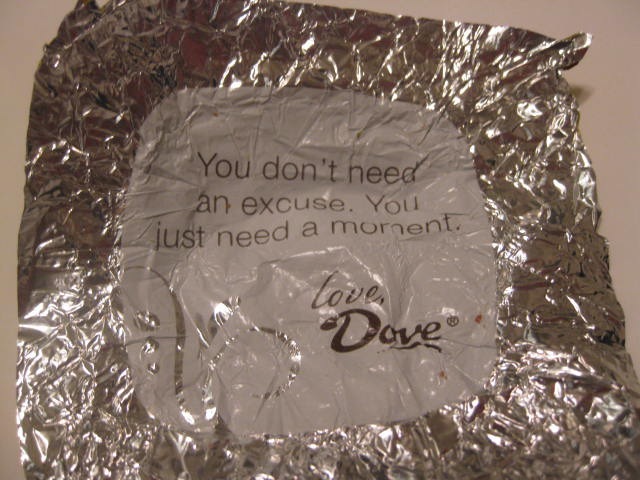 You don't need
an excuse. You
just need a moment.
love,
Dove®